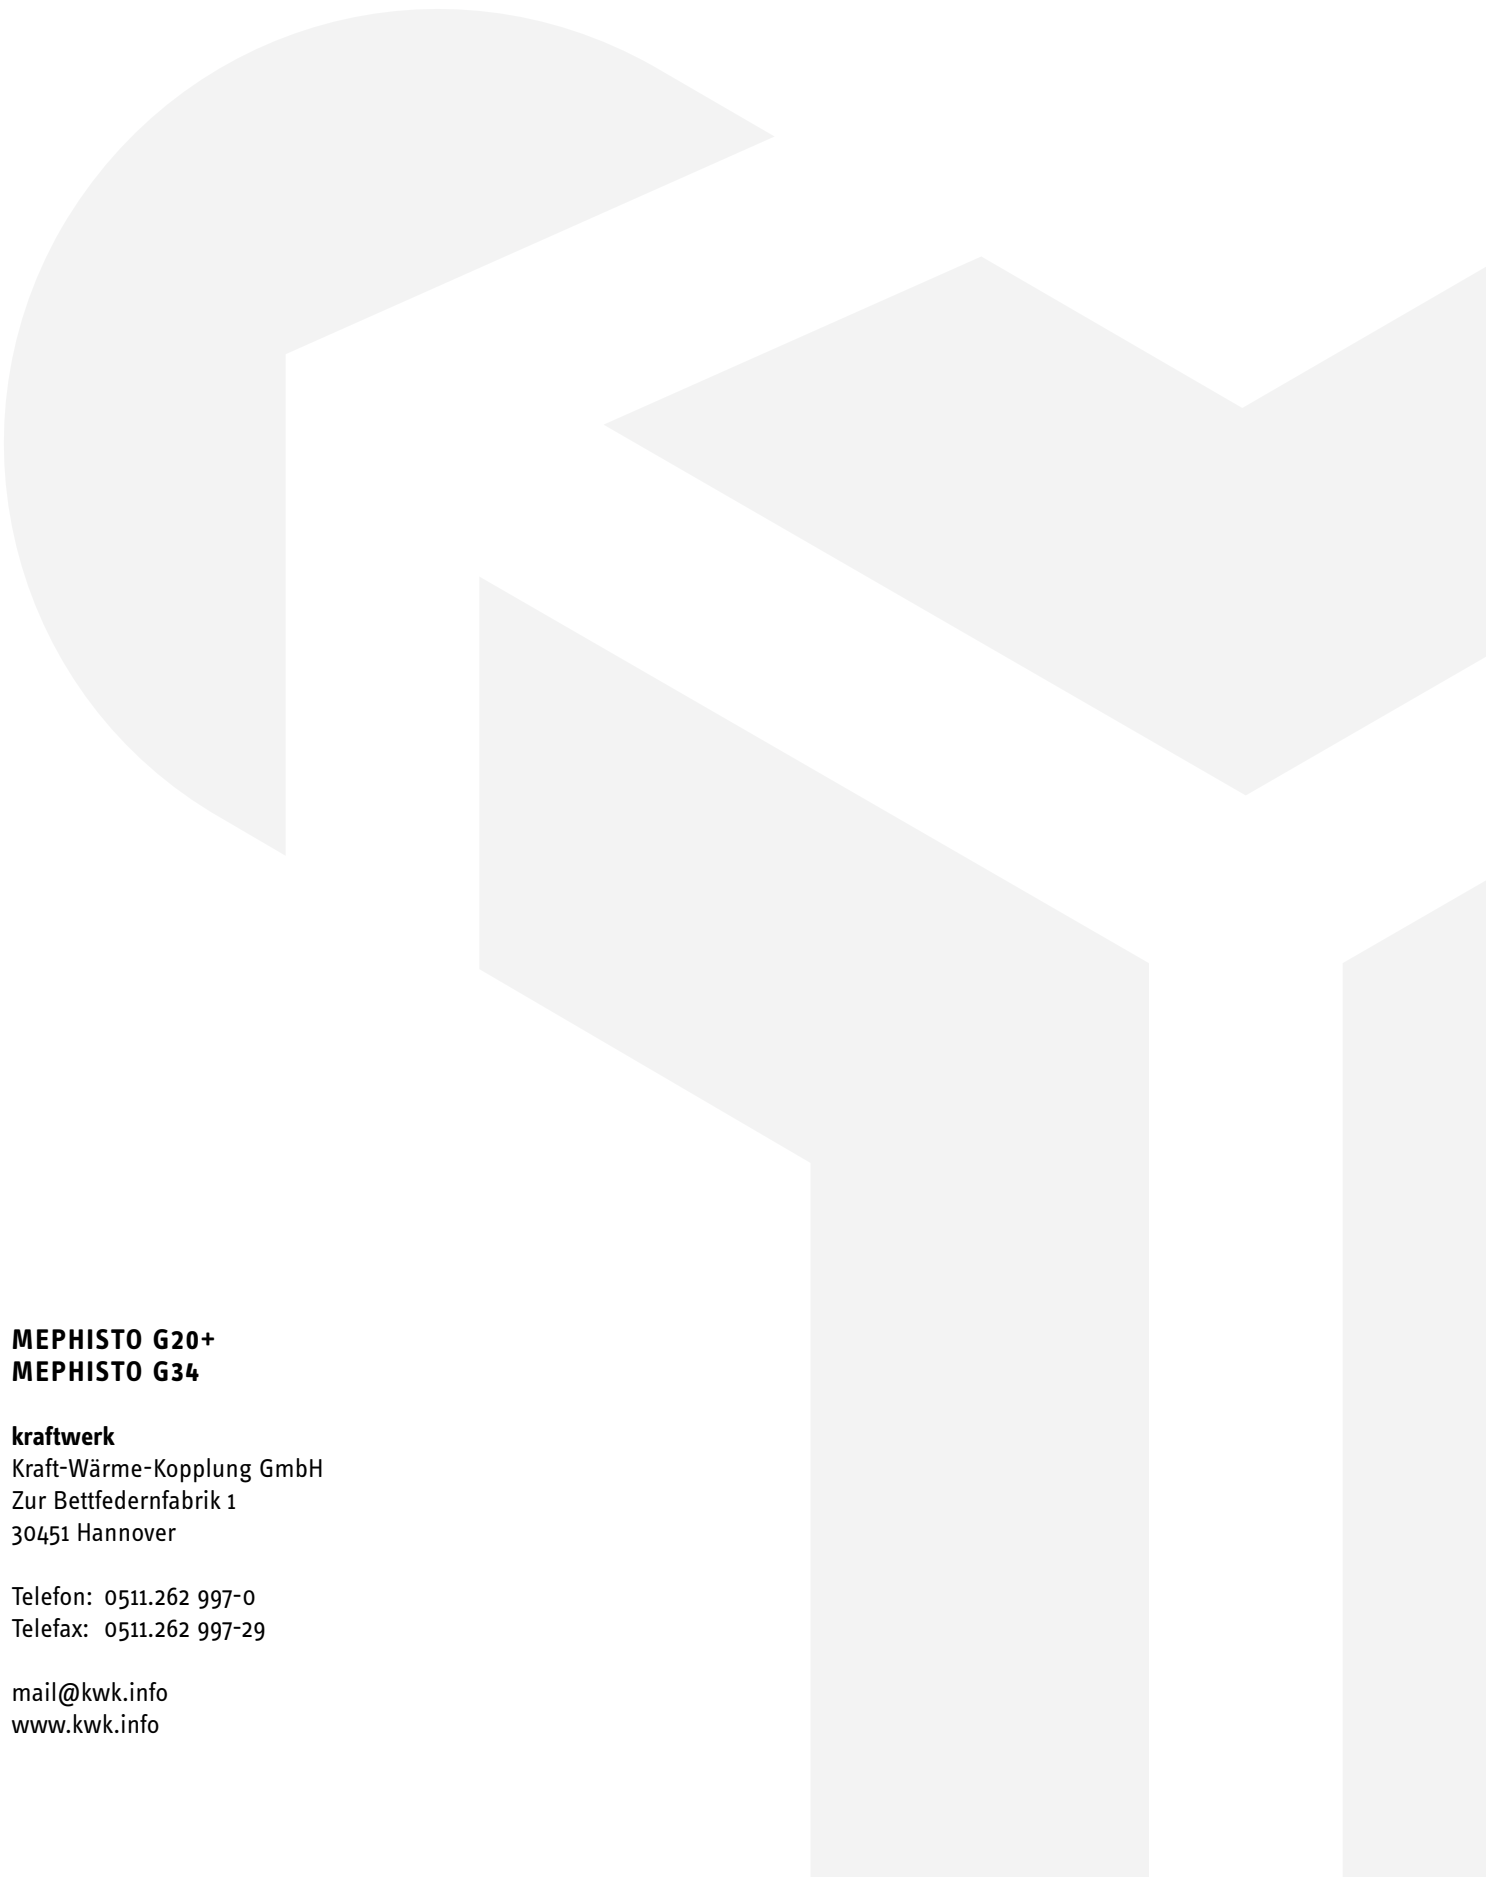 MEPHISTO G20+
MEPHISTO G34
kraftwerk
Kraft-Wärme-Kopplung GmbH
Zur Bettfedernfabrik 1
30451 Hannover
Telefon: 0511.262 997-0
Telefax: 0511.262 997-29
mail@kwk.info
www.kwk.info